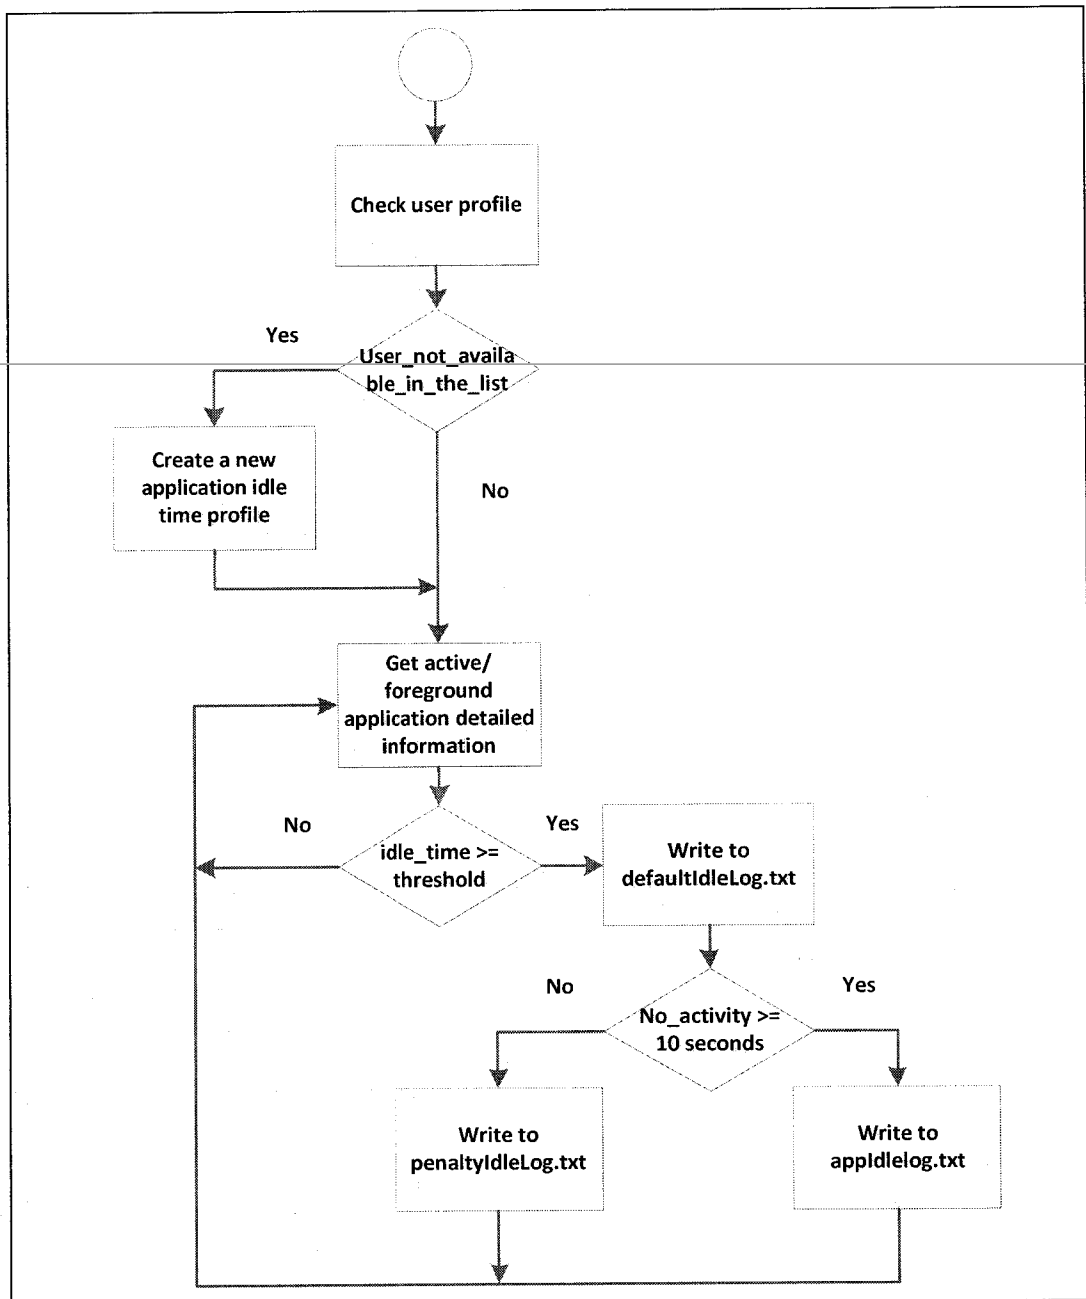 Check user profile
Yes
User_not_availa
ble_in_the_list
Create a new
application idle
time profile
No
Get active/
foreground
application detailed
information
No
Yes
idle_time >=
threshold
Write to
defaultIdleLog.txt
No
Yes
No_activity >=
10 seconds
Write to
penaltyIdleLog.txt
Write to
appIdlelog.txt